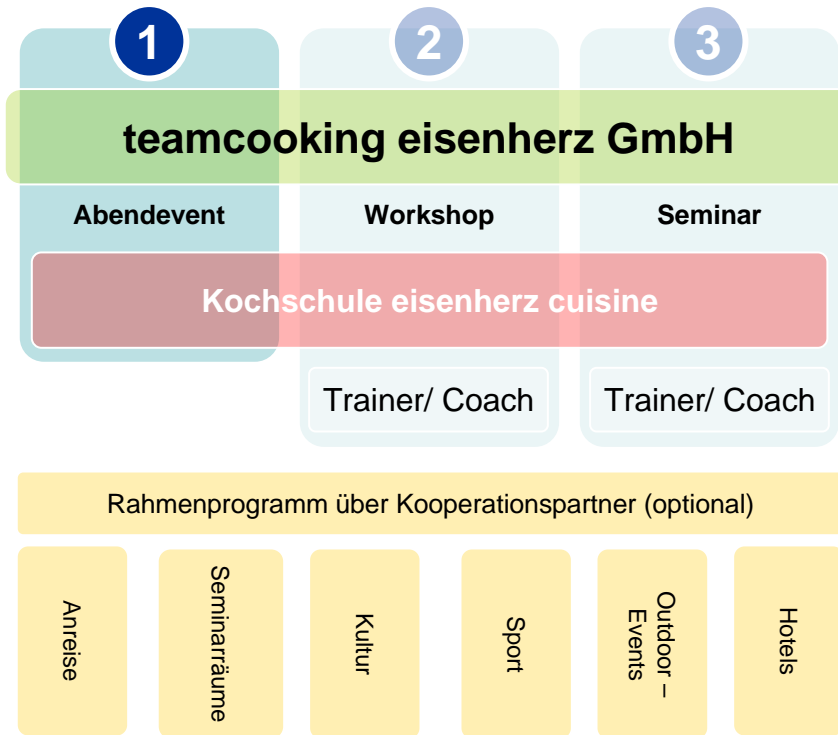 1
2
3
teamcooking eisenherz GmbH
Abendevent
Workshop
Seminar
Kochschule eisenherz cuisine
Trainer/ Coach
Trainer/ Coach
Rahmenprogramm über Kooperationspartner (optional)
Anreise
Seminarräume
Kultur
Sport
Outdoor –
Events
Hotels